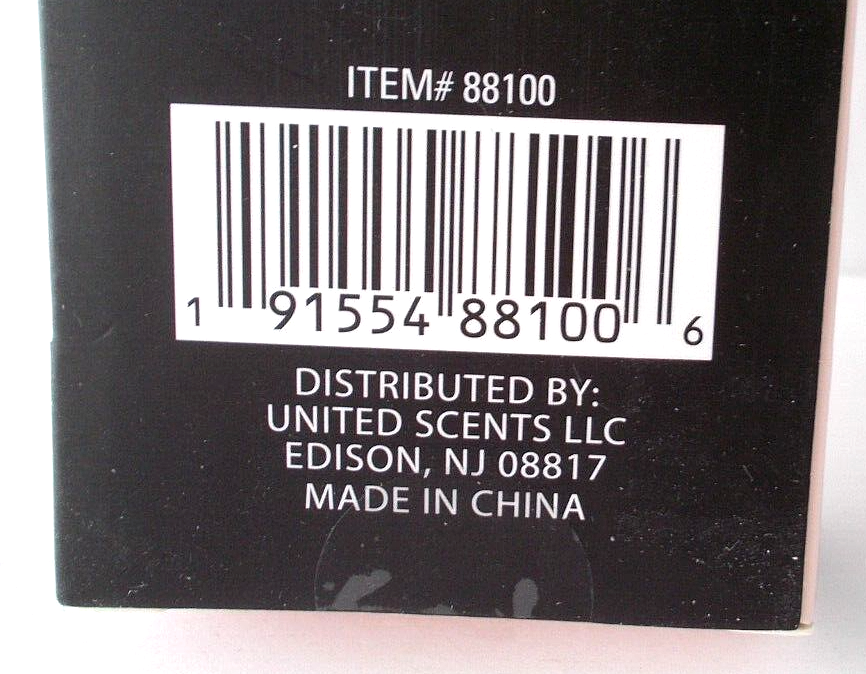 ITEM# 88100
1 91554 88100 6
DISTRIBUTED BY:
UNITED SCENTS LLC
EDISON, NJ 08817
MADE IN CHINA